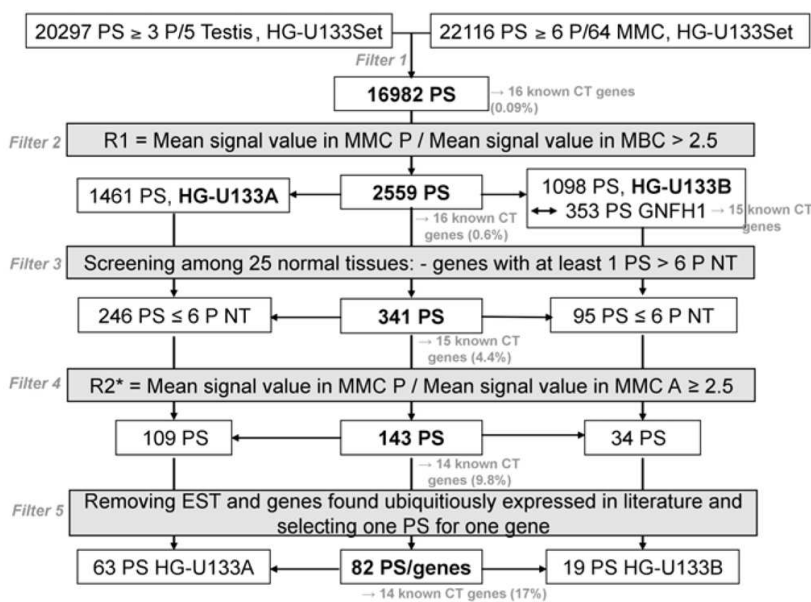 20297 PS ≥ 3 P/5 Testis, HG-U133Set
22116 PS ≥ 6 P/64 MMC, HG-U133Set
Filter 1
16982 PS
→ 16 known CT genes
(0.09%)
Filter 2
R1 = Mean signal value in MMC P / Mean signal value in MBC > 2.5
1461 PS, HG-U133A
2559 PS
1098 PS, HG-U133B
353 PS GNFH1 → 15 known CT
genes
→ 16 known CT
genes (0.6%)
Filter 3
Screening among 25 normal tissues: - genes with at least 1 PS > 6 P NT
246 PS ≤ 6 P NT
341 PS
95 PS ≤ 6 P NT
→ 15 known CT
genes (4.4%)
Filter 4
R2* = Mean signal value in MMC P / Mean signal value in MMC A ≥ 2.5
109 PS
143 PS
34 PS
→ 14 known CT
genes (9.8%)
Filter 5
Removing EST and genes found ubiquitiously expressed in literature and
selecting one PS for one gene
63 PS HG-U133A
82 PS/genes
19 PS HG-U133B
→ 14 known CT genes (17%)